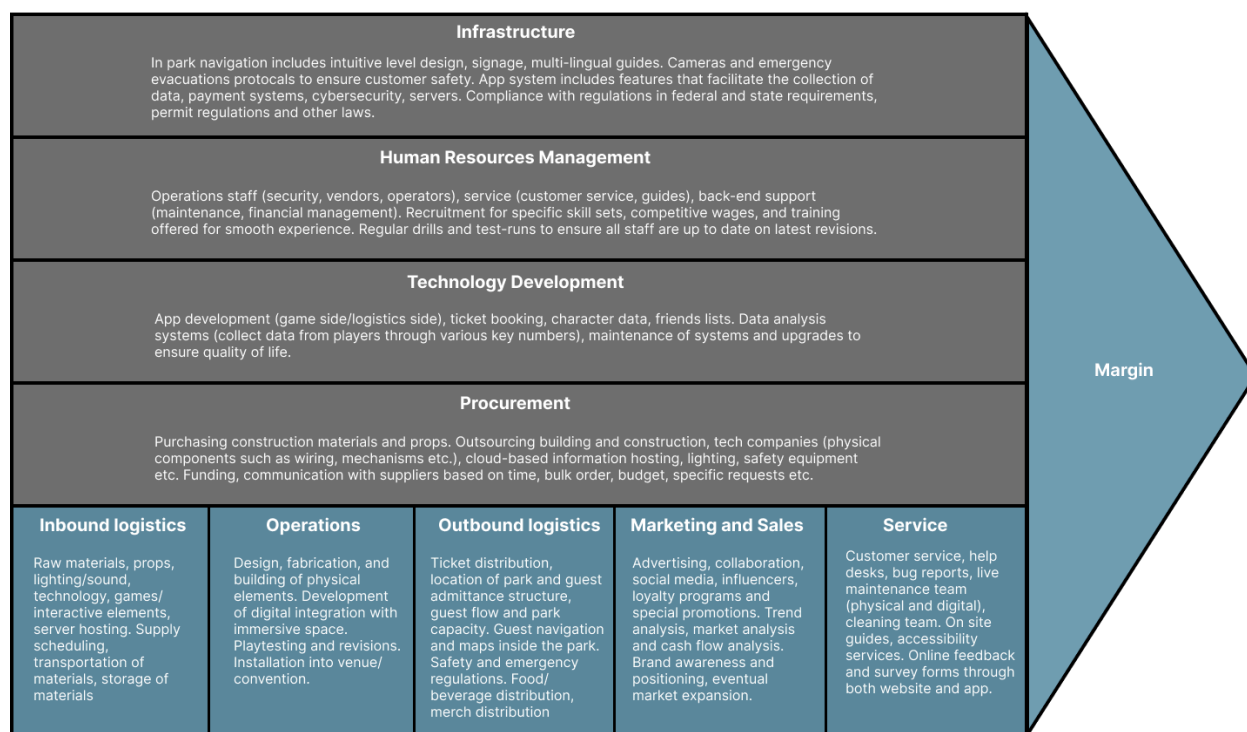 Infrastructure
In park navigation includes intuitive level design, signage, multi-lingual guides. Cameras and emergency
evacuations protocals to ensure customer safety. App system includes features that facilitate the collection of
data, payment systems, cybersecurity, servers. Compliance with regulations in federal and state requirements,
permit regulations and other laws.
Human Resources Management
Operations staff (security, vendors, operators), service (customer service, guides), back-end support
(maintenance, financial management). Recruitment for specific skill sets, competitive wages, and training
offered for smooth experience. Regular drills and test-runs to ensure all staff are up to date on latest revisions.
Technology Development
App development (game side/logistics side), ticket booking, character data, friends lists. Data analysis
systems (collect data from players through various key numbers), maintenance of systems and upgrades to
ensure quality of life.
Procurement
Purchasing construction materials and props. Outsourcing building and construction, tech companies (physical
components such as wiring, mechanisms etc.), cloud-based information hosting, lighting, safety equipment
etc. Funding, communication with suppliers based on time, bulk order, budget, specific requests etc.
Inbound logistics
Raw materials, props,
lighting/sound,
technology, games/
interactive elements,
server hosting. Supply
scheduling,
transportation of
materials, storage of
materials
Operations
Design, fabrication, and
building of physical
elements. Development
of digital integration with
immersive space.
Playtesting and revisions.
Installation into venue/
convention.
Outbound logistics
Ticket distribution,
location of park and guest
admittance structure,
guest flow and park
capacity. Guest navigation
and maps inside the park.
Safety and emergency
regulations. Food/
beverage distribution,
merch distribution
Marketing and Sales
Advertising, collaboration,
social media, influencers,
loyalty programs and
special promotions. Trend
analysis, market analysis
and cash flow analysis.
Brand awareness and
positioning, eventual
market expansion.
Service
Customer service, help
desks, bug reports, live
maintenance team
(physical and digital),
cleaning team. On site
guides, accessibility
services. Online feedback
and survey forms through
both website and app.
Margin